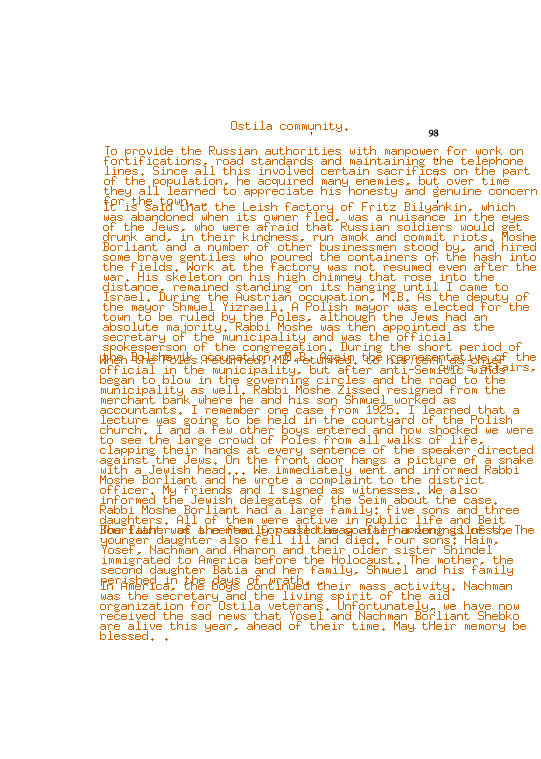 Ostila community.
98
To provide the Russian authorities with manpower for work on
fortifications, road standards and maintaining the telephone
lines. Since all this involved certain sacrifices on the part
of the population, he acquired many enemies, but over time
they all learned to appreciate his honesty and genuine concern
for the town.
It is said that the Leish factory of Fritz Bilyankin, which
was abandoned when its owner fled, was a nuisance in the eyes
of the Jews, who were afraid that Russian soldiers would get
drunk and, in their kindness, run amok and commit riots. Moshe
Borliant and a number of other businessmen stood by, and hired
some brave gentiles who poured the containers of the hash into
the fields. Work at the factory was not resumed even after the
war. His skeleton on his high chimney that rose into the
distance, remained standing on its hanging until I came to
Israel. During the Austrian occupation, M.B. As the deputy of
the mayor Shmuel Yizraeli. A Polish mayor was elected for the
town to be ruled by the Poles, although the Jews had an
absolute majority. Rabbi Moshe was then appointed as the
secretary of the municipality and was the official
spokesperson of the congregation. During the short period of
the Bolshevik occupation, M.B. Again the representative of the
town's affairs,
When the Poles returned, MB returned, to his term as chief
official in the municipality, but after anti-Semitic winds
began to blow in the governing circles and the road to the
municipality as well. Rabbi Moshe Zissed resigned from the
merchant bank where he and his son Shmuel worked as
accountants. I remember one case from 1925. I learned that a
lecture was going to be held in the courtyard of the Polish
church. I and a few other boys entered and how shocked we were
to see the large crowd of Poles from all walks of life,
clapping their hands at every sentence of the speaker directed
against the Jews. On the front door hangs a picture of a snake
with a Jewish head... We immediately went and informed Rabbi
Moshe Borliant and he wrote a complaint to the district
officer. My friends and I signed as witnesses. We also
informed the Jewish delegates of the Seim about the case.
Rabbi Moshe Borliant had a large family: five sons and three
daughters. All of them were active in public life and Beit
The father of the family passed away after a long illness. The
younger daughter also fell ill and died. Four sons: Haim,
Yosef, Nachman and Aharon and their older sister Shindel
immigrated to America before the Holocaust. The mother, the
second daughter Batia and her family, Shmuel and his family
perished in the days of wrath.
In America, the boys continued their mass activity. Nachman
was the secretary and the living spirit of the aid
organization for Ostila veterans. Unfortunately, we have now
received the sad news that Yosel and Nachman Borliant Shebko
are alive this year, ahead of their time. May their memory be
blessed. .